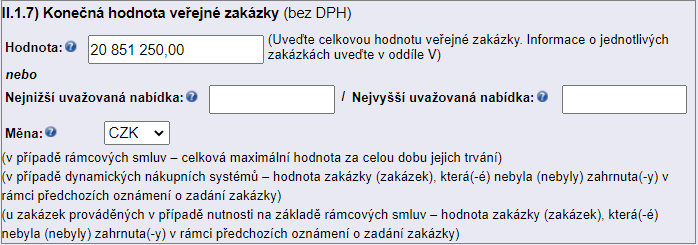 II.1.7) Konečná hodnota veřejné zakázky (bez DPH)
Hodnota: 20 851 250,00 (Uveďte celkovou hodnotu veřejné zakázky. Informace o jednotlivých
zakázkách uveďte v oddíle V)
nebo
Nejnižší uvažovaná nabídka: / Nejvyšší uvažovaná nabídka:
Měna: CZK
(v případě rámcových smluv – celková maximální hodnota za celou dobu jejich trvání)
(v případě dynamických nákupních systémů – hodnota zakázky (zakázek), která(-é) nebyla (nebyly) zahrnuta(-y) v
rámci předchozích oznámení o zadání zakázky)
(u zakázek prováděných v případě nutnosti na základě rámcových smluv – hodnota zakázky (zakázek), která(-é)
nebyla (nebyly) zahrnuta(-y) v rámci předchozích oznámení o zadání zakázky)